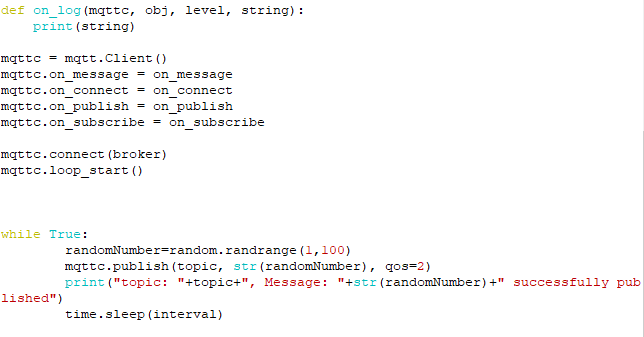 def on_log(mqttc, obj, level, string):
    print(string)

mqttc = mqtt.Client()
mqttc.on_message = on_message
mqttc.on_connect = on_connect
mqttc.on_publish = on_publish
mqttc.on_subscribe = on_subscribe

mqttc.connect(broker)
mqttc.loop_start()

while True:
        randomNumber=random.randrange(1,100)
        mqttc.publish(topic, str(randomNumber), qos=2)
        print("topic: "+topic+", Message: "+str(randomNumber)+" successfully pub
lished")
        time.sleep(interval)